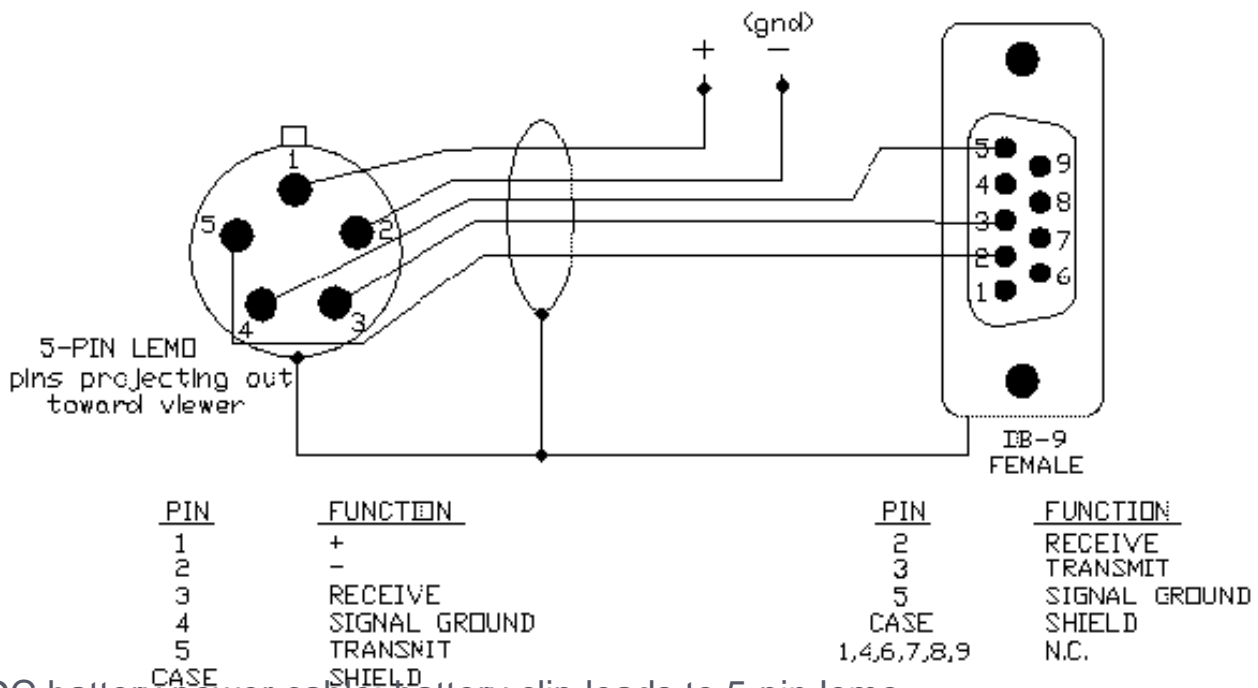 (gnd)
+ −
1
5
2
4
3
5-PIN LEMO
pins projecting out
toward viewer
5
9
4
8
3
7
2
6
1
DB-9
FEMALE
PIN FUNCTION
1 +
2 −
3 RECEIVE
4 SIGNAL GROUND
5 TRANSMIT
CASE SHIELD
PIN FUNCTION
2 RECEIVE
3 TRANSMIT
5 SIGNAL GROUND
CASE SHIELD
1,4,6,7,8,9 N.C.
battery clip leads to 5 pin lemo